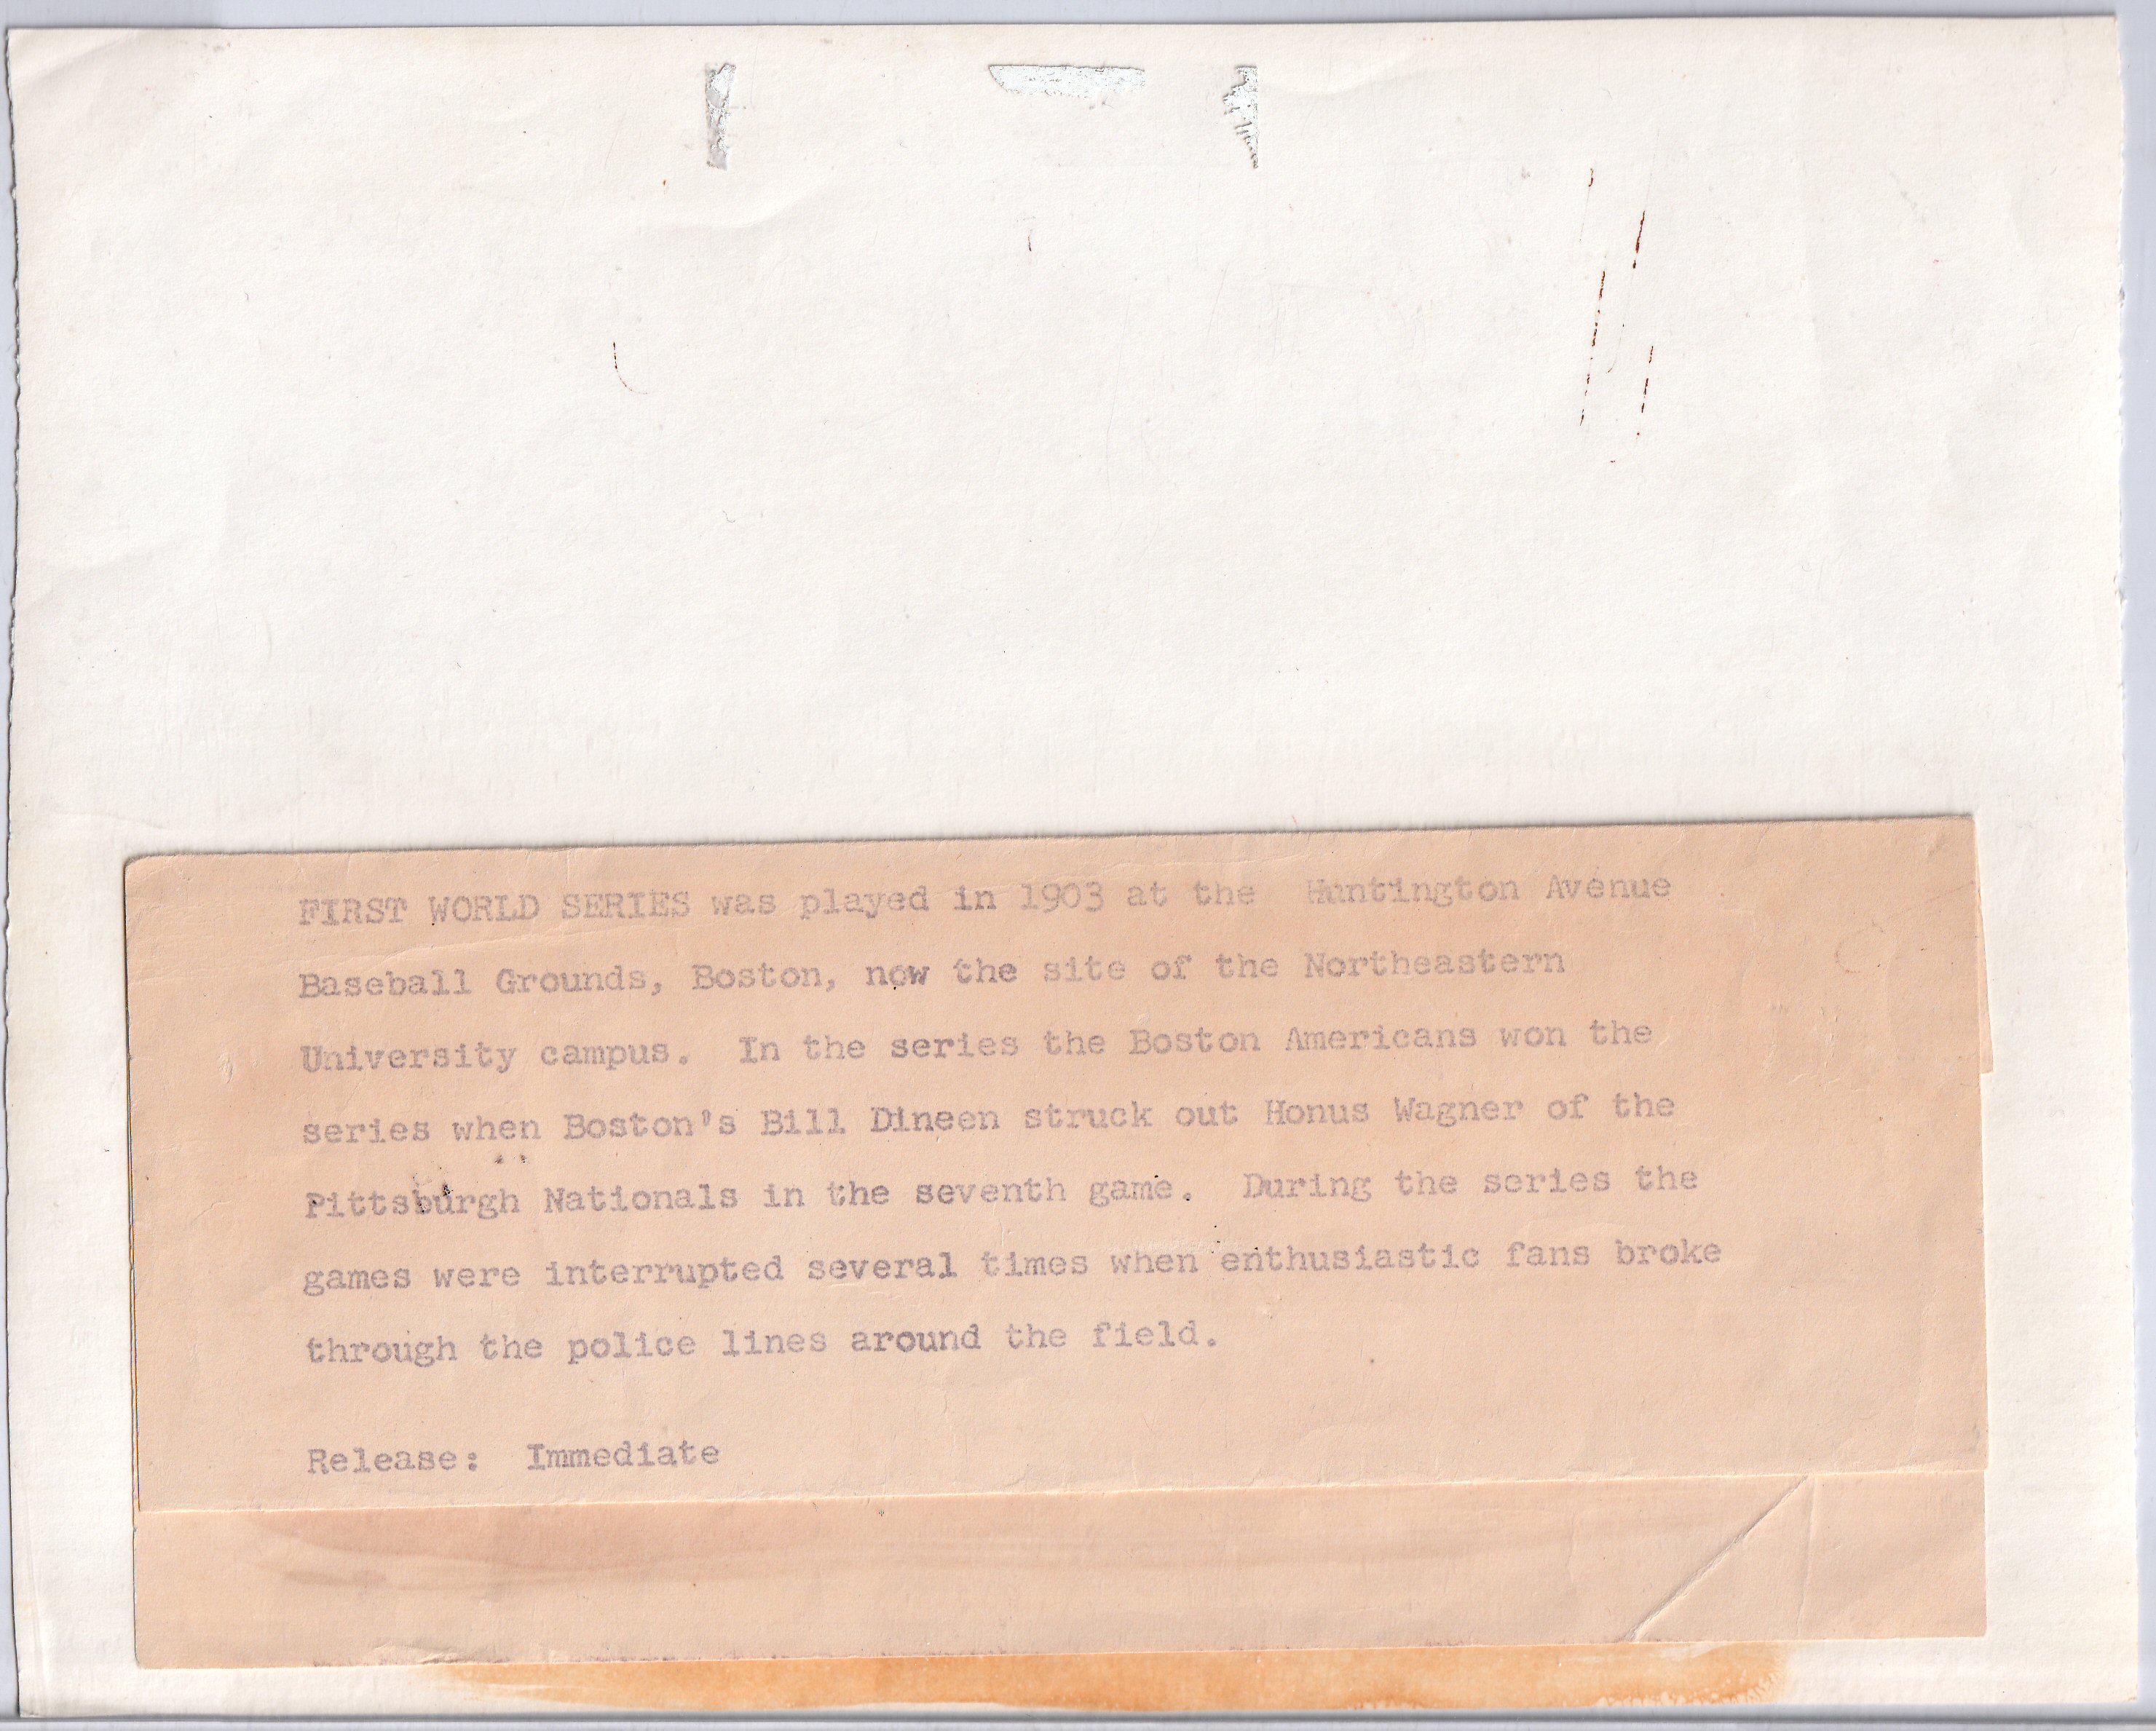 FIRST WORLD SERIES was played in 1903 at the Huntington Avenue
Baseball Grounds, Boston, now the site of the Northeastern
University campus. In the series the Boston Americans won the
series when Boston's Bill Dineen struck out Honus Wagner of the
Pittsburgh Nationals in the seventh game. During the series the
games were interrupted several times when enthusiastic fans broke
through the police lines around the field.
Release: Immediate